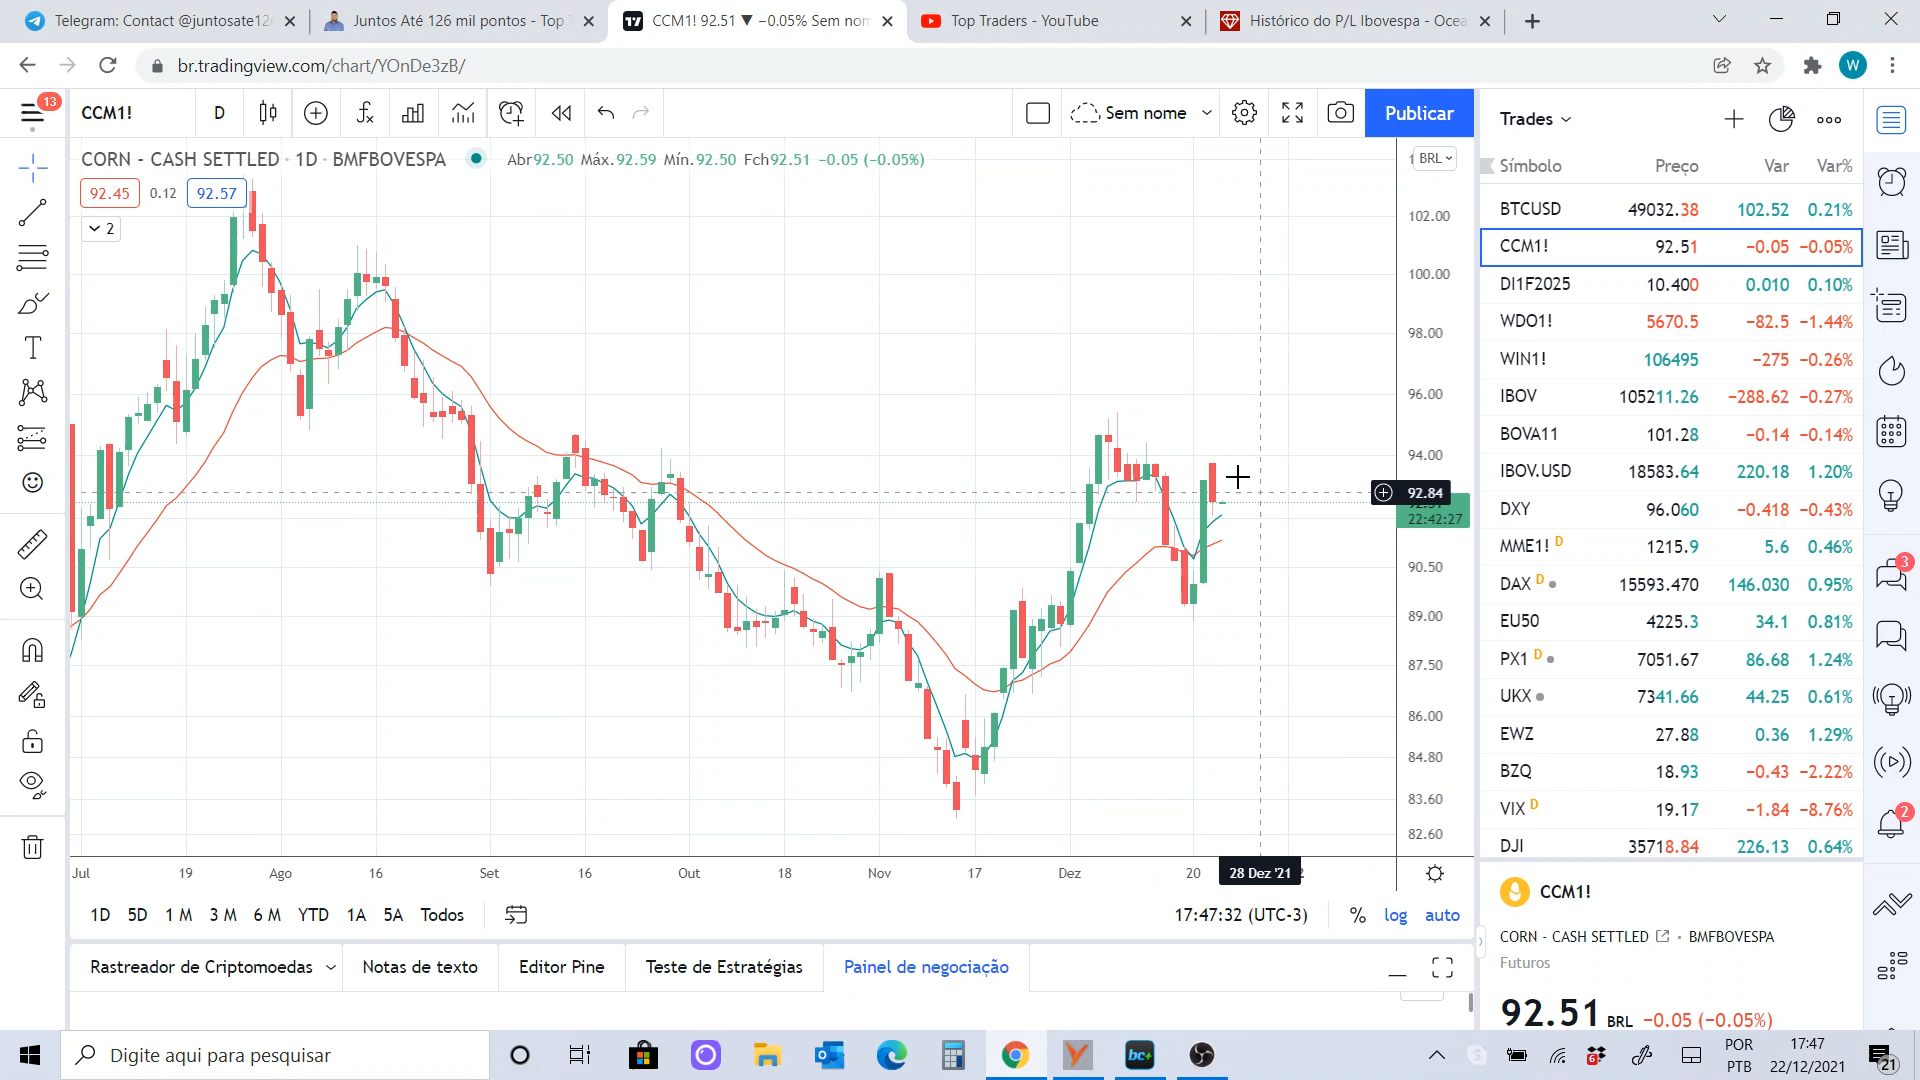 Telegram: Contact @juntosate126
Juntos Até 126 mil pontos - Top
CCM1! 92.51 ▼ −0.05% Sem nom
Top Traders - YouTube
Histórico do P/L Ibovespa - Ocea
br.tradingview.com/chart/YOnDe3zB/
W
13
CCM1!
D
Sem nome
Publicar
Trades
CORN - CASH SETTLED · 1D · BMFBOVESPA
Abr92.50 Máx.92.59 Mín.92.50 Fch92.51 −0.05 (−0.05%)
BRL
92.45
0.12
92.57
2
102.00
100.00
98.00
96.00
94.00
92.84
22:42:27
90.50
89.00
87.50
86.00
84.80
83.60
82.60
Jul
19
Ago
16
Set
16
Out
18
Nov
17
Dez
20
28 Dez '21
1D
5D
1 M
3 M
6 M
YTD
1A
5A
Todos
17:47:32 (UTC-3)
%
log
auto
Rastreador de Criptomoedas
Notas de texto
Editor Pine
Teste de Estratégias
Painel de negociação
Símbolo Preço Var Var%
BTCUSD 49032.38 102.52 0.21%
CCM1! 92.51 −0.05 −0.05%
DI1F2025 10.400 0.010 0.10%
WDO1! 5670.5 −82.5 −1.44%
WIN1! 106495 −275 −0.26%
IBOV 105211.26 −288.62 −0.27%
BOVA11 101.28 −0.14 −0.14%
IBOV.USD 18583.64 220.18 1.20%
DXY 96.060 −0.418 −0.43%
MME1! D 1215.9 5.6 0.46%
DAX D 15593.470 146.030 0.95%
EU50 4225.3 34.1 0.81%
PX1 D 7051.67 86.68 1.24%
UKX 7341.66 44.25 0.61%
EWZ 27.88 0.36 1.29%
BZQ 18.93 −0.43 −2.22%
VIX D 19.17 −1.84 −8.76%
DJI 35718.84 226.13 0.64%
CCM1!
CORN - CASH SETTLED · BMFBOVESPA
Futuros
92.51 BRL −0.05 (−0.05%)
3
2
Digite aqui para pesquisar
bc+
6
POR
PTB
17:47
22/12/2021
21